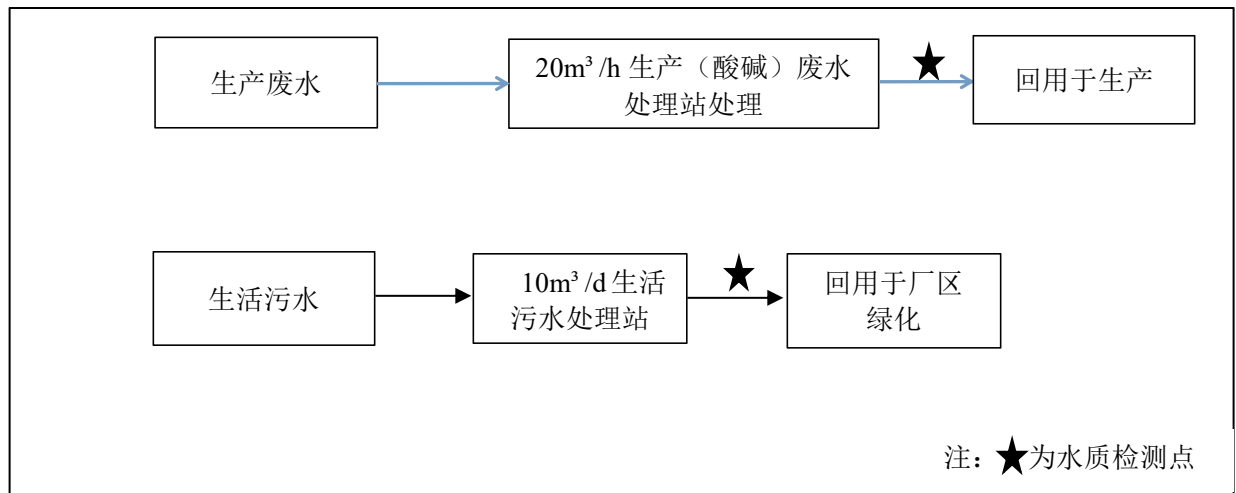 生产废水
20m³/h 生产（酸碱）废水
处理站处理
回用于生产
生活污水
10m³/d 生活
污水处理站
回用于厂区
绿化
注：★为水质检测点